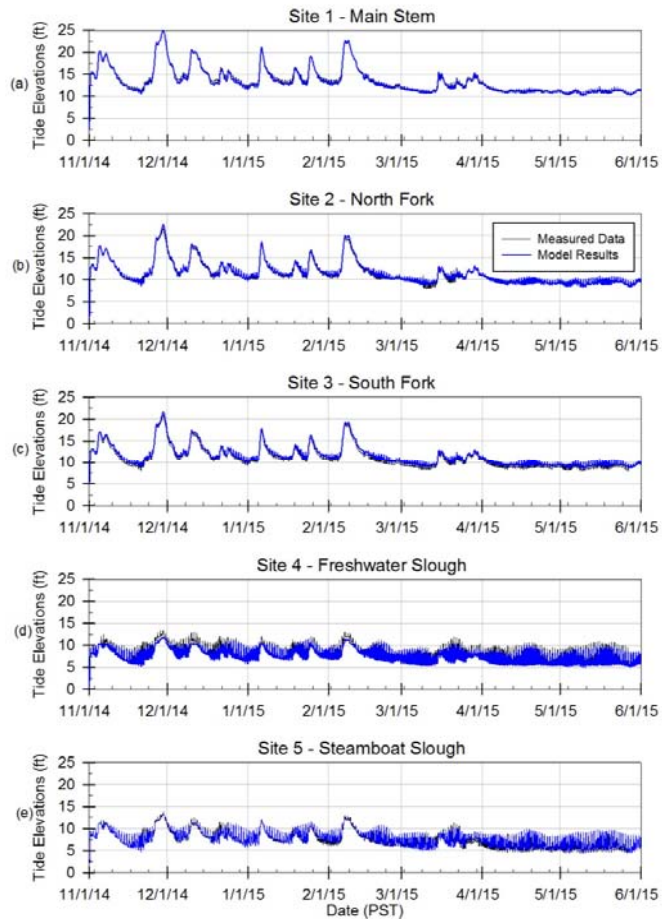 Site 1 - Main Stem
(a)
Tide Elevations (ft)
25
20
15
10
5
0
11/1/14 12/1/14 1/1/15 2/1/15 3/1/15 4/1/15 5/1/15 6/1/15
Site 2 - North Fork
(b)
Tide Elevations (ft)
25
20
15
10
5
0
Measured Data
Model Results
11/1/14 12/1/14 1/1/15 2/1/15 3/1/15 4/1/15 5/1/15 6/1/15
Site 3 - South Fork
(c)
Tide Elevations (ft)
25
20
15
10
5
0
11/1/14 12/1/14 1/1/15 2/1/15 3/1/15 4/1/15 5/1/15 6/1/15
Site 4 - Freshwater Slough
(d)
Tide Elevations (ft)
25
20
15
10
5
0
11/1/14 12/1/14 1/1/15 2/1/15 3/1/15 4/1/15 5/1/15 6/1/15
Site 5 - Steamboat Slough
(e)
Tide Elevations (ft)
25
20
15
10
5
0
11/1/14 12/1/14 1/1/15 2/1/15 3/1/15 4/1/15 5/1/15 6/1/15
Date (PST)